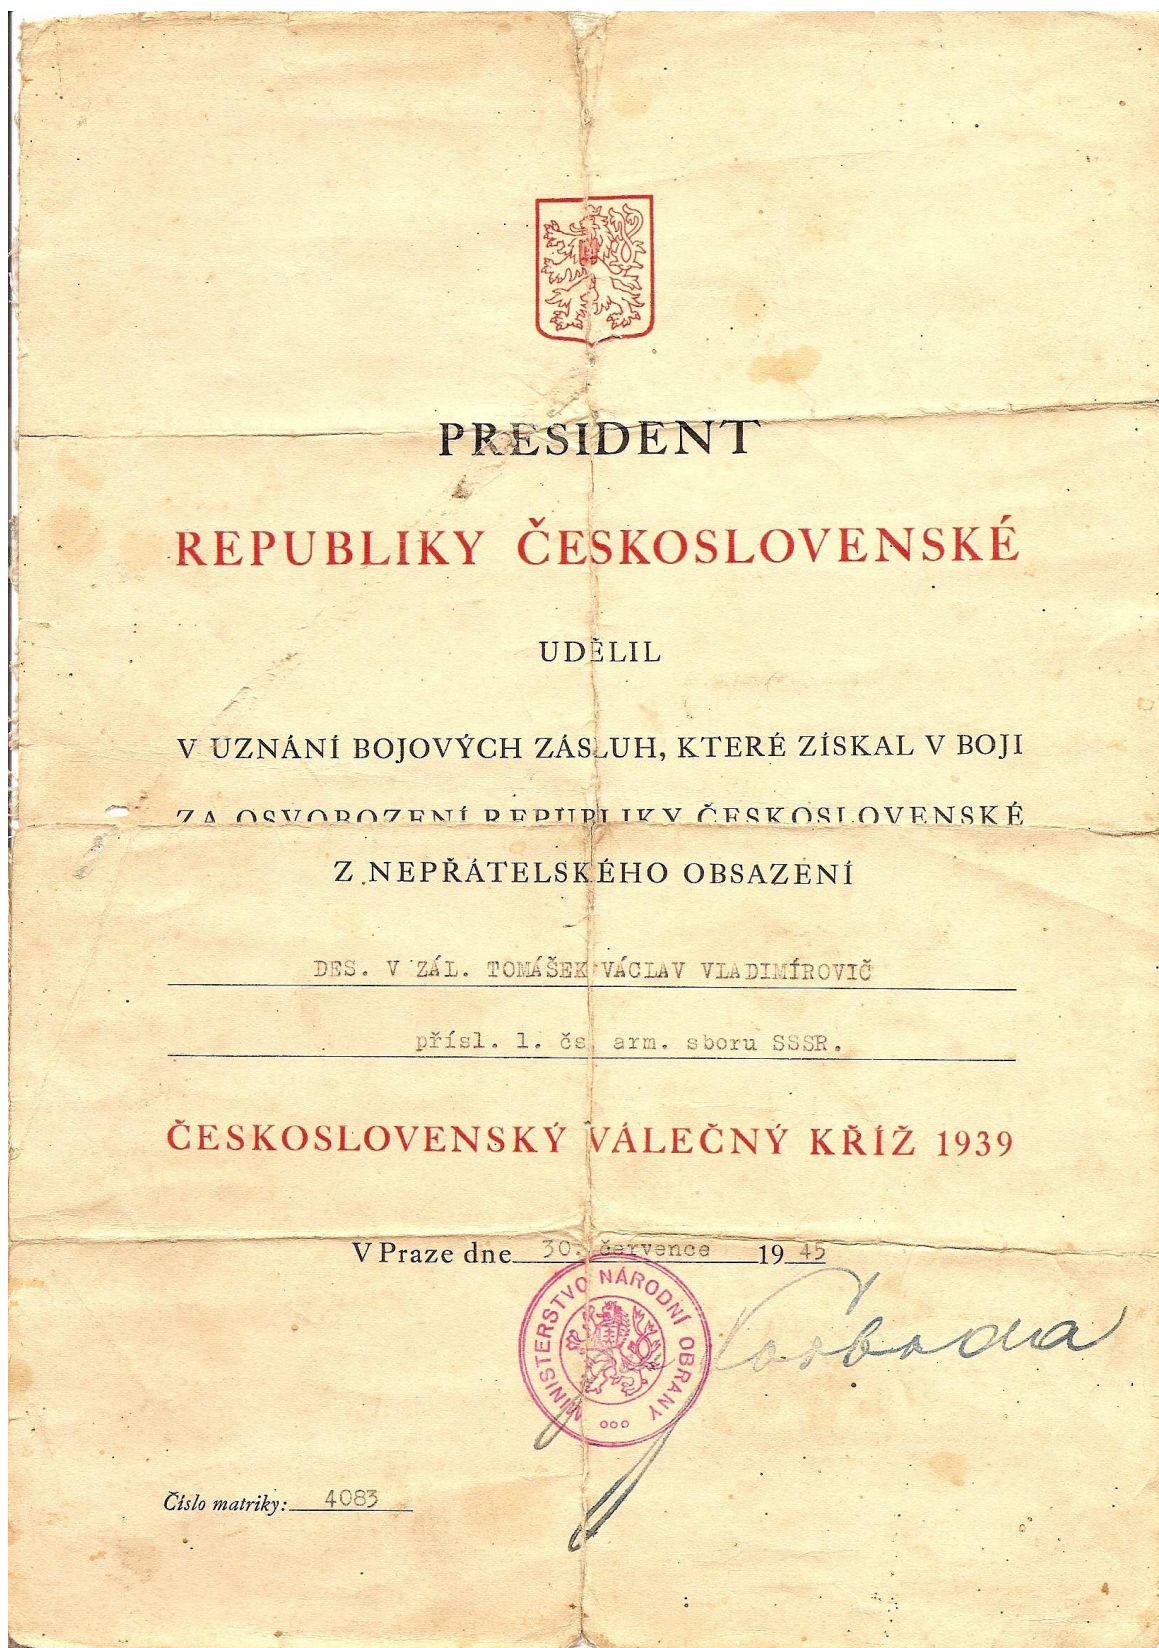 PRESIDENT
REPUBLIKY ČESKOSLOVENSKÉ
UDĚLIL
V UZNÁNÍ BOJOVÝCH ZÁSLUH, KTERÉ ZÍSKAL V BOJI
ZA OSVOBOZENÍ REPUBLIKY ČESKOSLOVENSKÉ
Z NEPŘÁTELSKÉHO OBSAZENÍ
DES. V ZÁL. TOMÁŠEK VÁCLAV VLADIMÍROVIČ
přísl. 1. čs. arm. sboru SSSR.
ČESKOSLOVENSKÝ VÁLEČNÝ KŘÍŽ 1939
V Praze dne 30. července 19 45
MINISTERSTVO NÁRODNÍ OBRANY
Svoboda
Číslo matriky: 4083